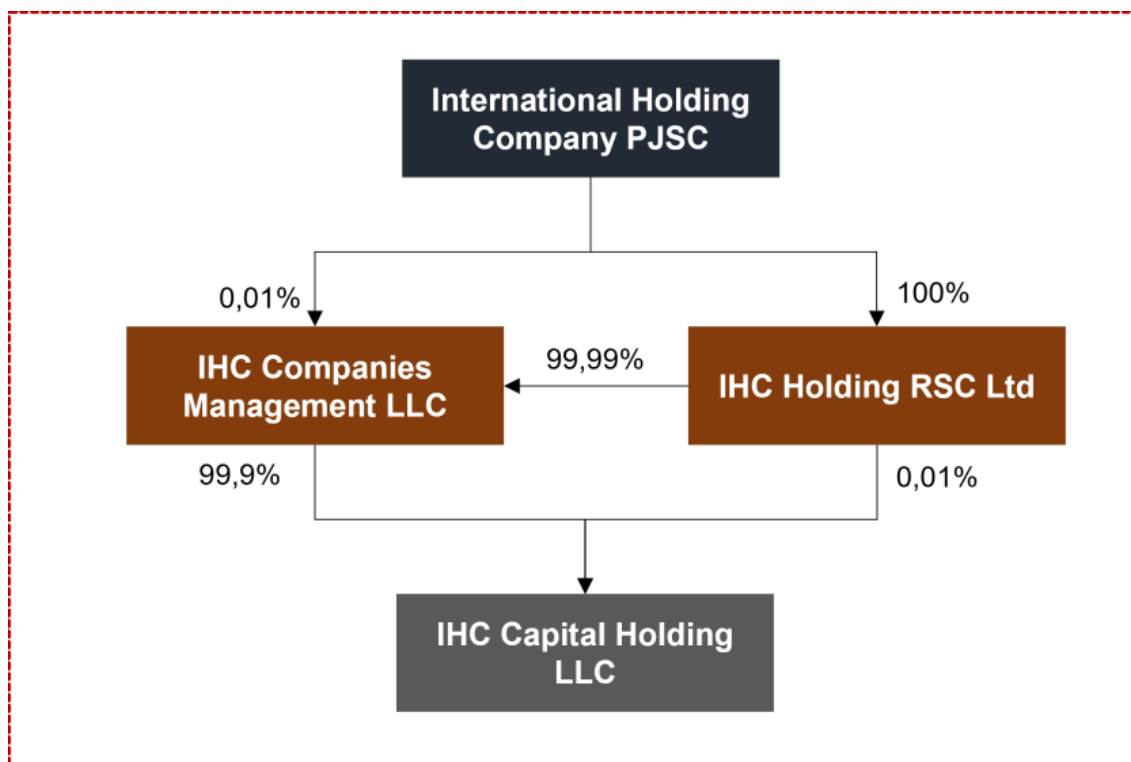 International Holding
Company PJSC
0,01%
100%
IHC Companies
Management LLC
99,99%
IHC Holding RSC Ltd
99,9%
0,01%
IHC Capital Holding
LLC